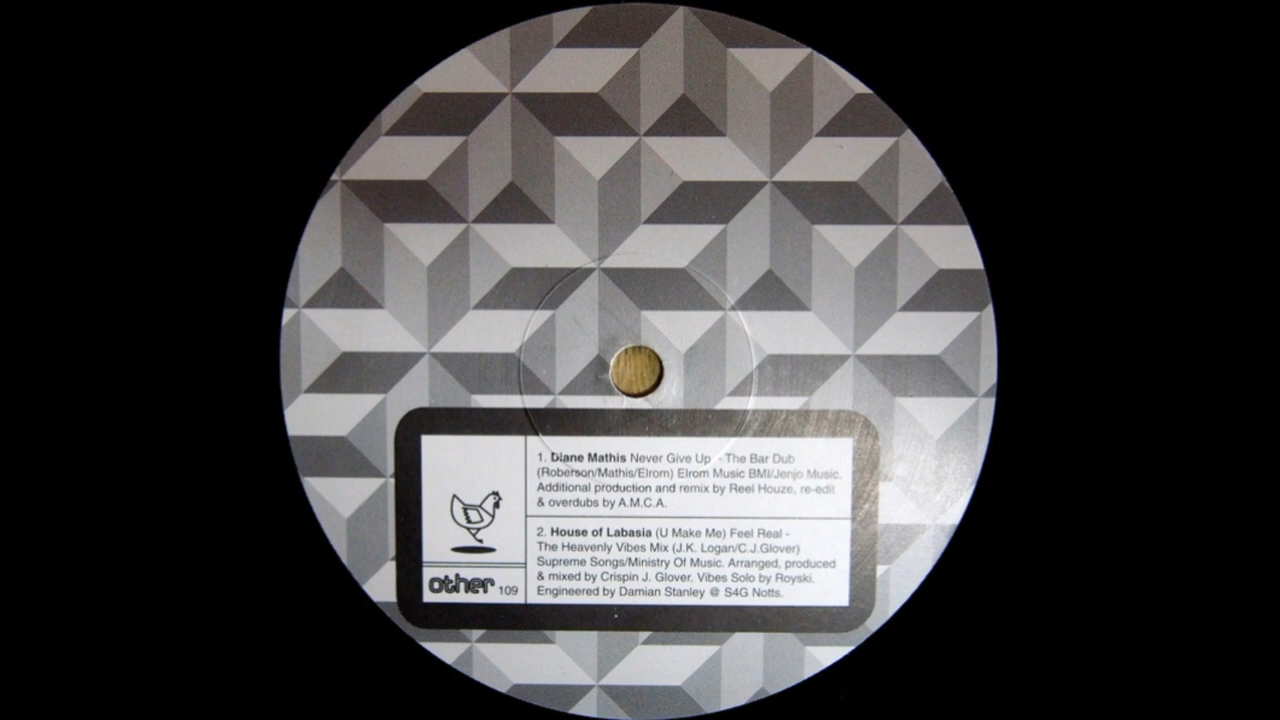 1. Diane Mathis Never Give Up - The Bar Dub
(Roberson/Mathis/Elrom) Elrom Music BMI/Jenjo Music.
Additional production and remix by Reel Houze, re-edit
& overdubs by A.M.C.A.
2. House of Labasia (U Make Me) Feel Real -
The Heavenly Vibes Mix (J.K. Logan/C.J.Glover)
Supreme Songs/Ministry Of Music. Arranged, produced
& mixed by Crispin J. Glover. Vibes Solo by Royski.
Engineered by Damian Stanley @ S4G Notts.
other 109